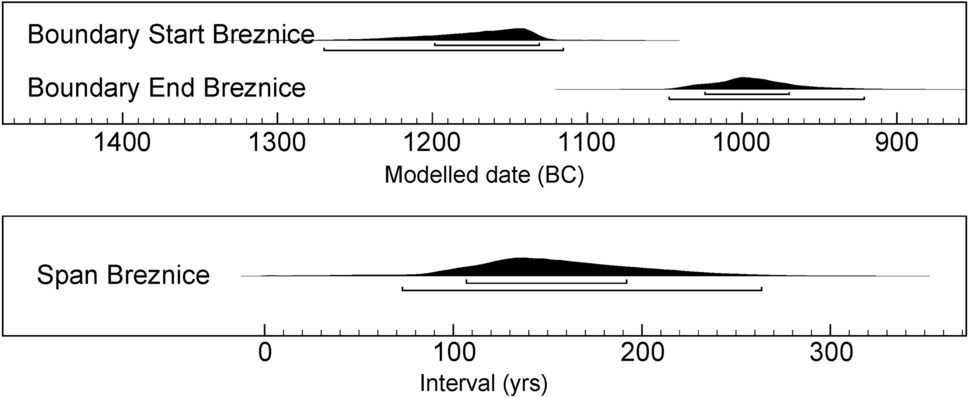 Boundary Start Breznice
Boundary End Breznice
1400 1300 1200 1100 1000 900
Modelled date (BC)
Span Breznice
0 100 200 300
Interval (yrs)